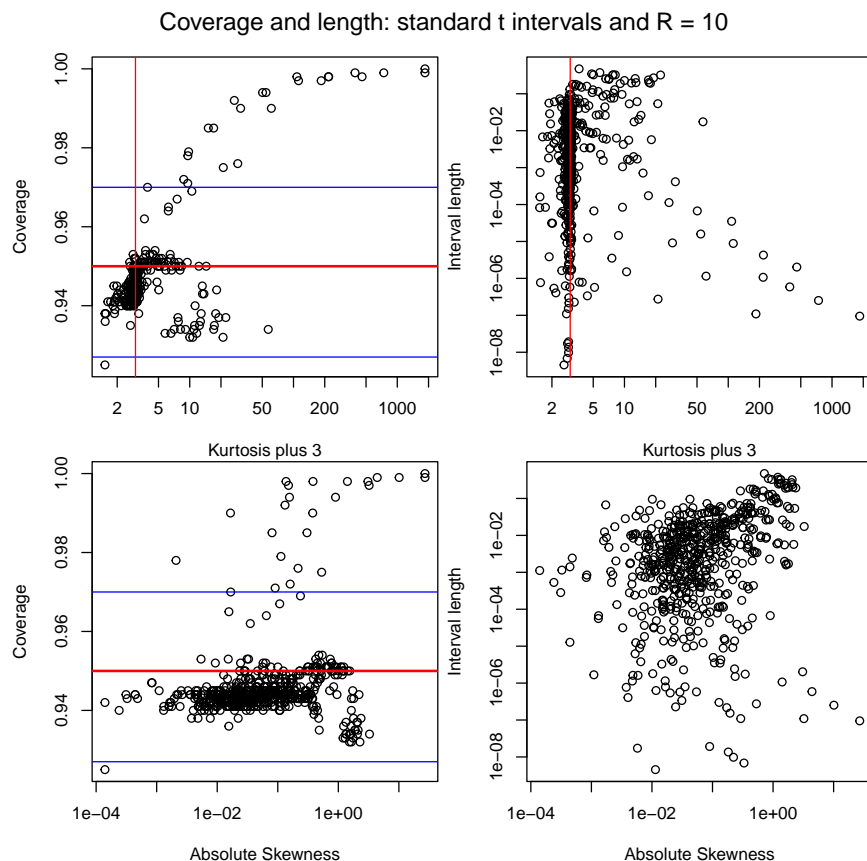 Coverage and length: standard t intervals and R = 10
Coverage
1.00
0.98
0.96
0.94
2 5 10 50 200 1000
Kurtosis plus 3
Interval length
1e-02
1e-04
1e-06
1e-08
2 5 10 50 200 1000
Kurtosis plus 3
Coverage
1.00
0.98
0.96
0.94
1e-04 1e-02 1e+00
Absolute Skewness
Interval length
1e-02
1e-04
1e-06
1e-08
1e-04 1e-02 1e+00
Absolute Skewness